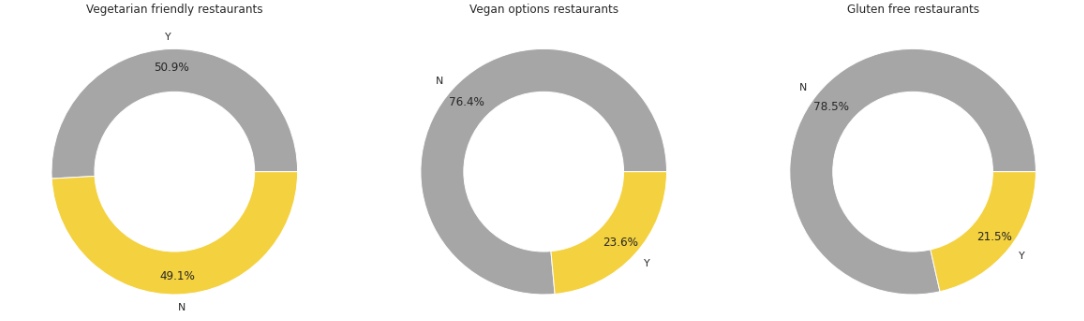 Vegetarian friendly restaurants
Y
50.9%
49.1%
N
Vegan options restaurants
N
76.4%
23.6%
Y
Gluten free restaurants
N
78.5%
21.5%
Y